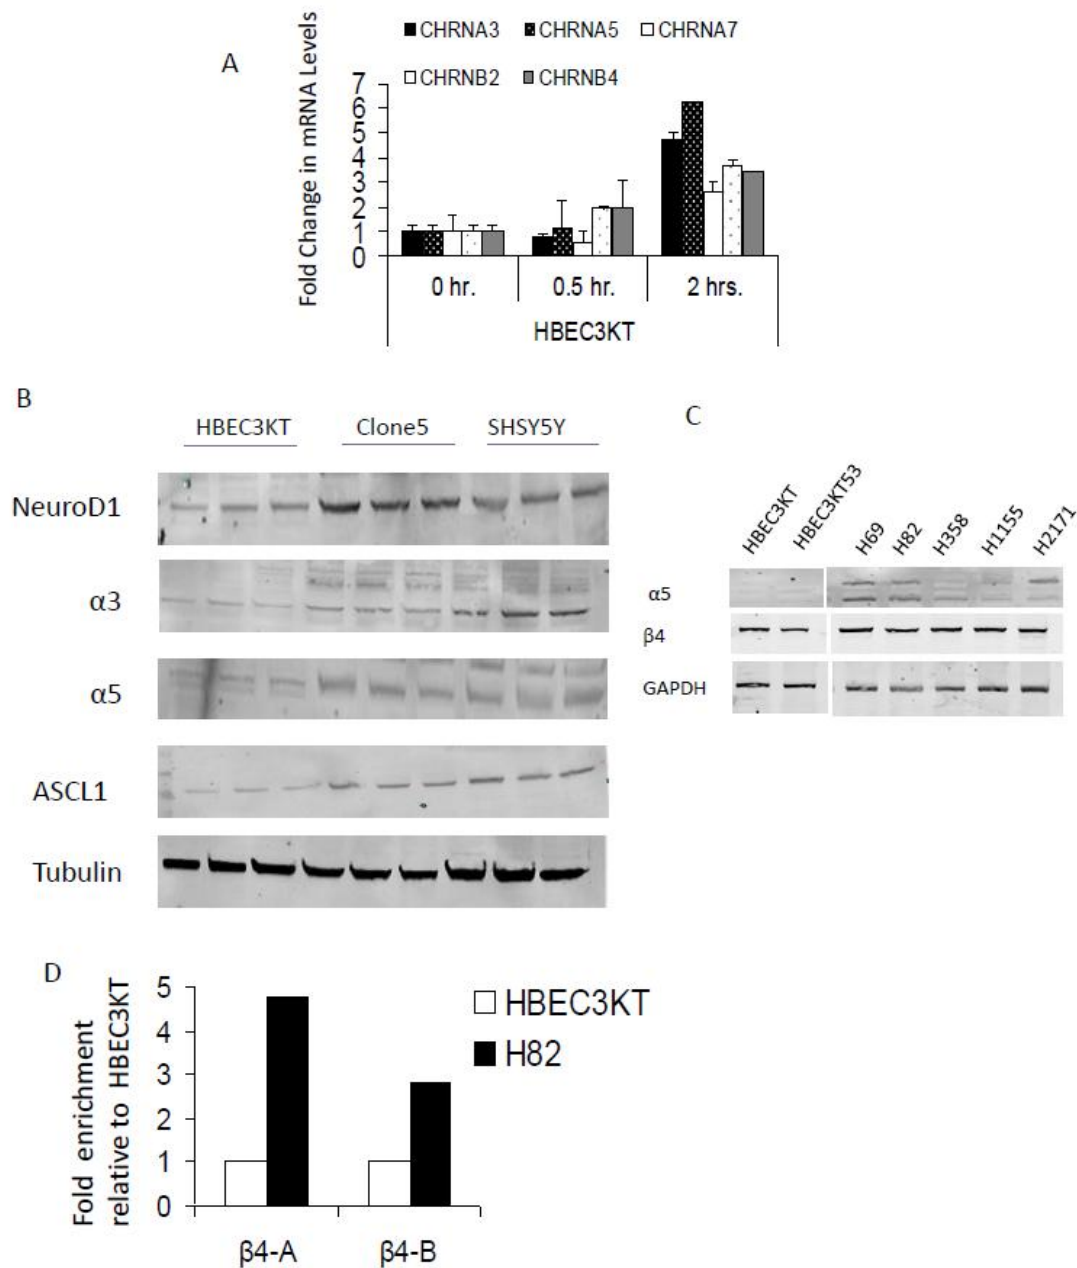 A
Fold Change in mRNA Levels
CHRNA3 CHRNA5 CHRNA7
CHRNB2 CHRNB4
7
6
5
4
3
2
1
0
0 hr. 0.5 hr. 2 hrs.
HBEC3KT
B
HBEC3KT Clone5 SHSY5Y
NeuroD1
α3
α5
ASCL1
Tubulin
C
HBEC3KT HBEC3KT53 H69 H82 H358 H1155 H2171
α5
β4
GAPDH
D
Fold enrichment
relative to HBEC3KT
5
4
3
2
1
0
HBEC3KT
H82
β4-A β4-B